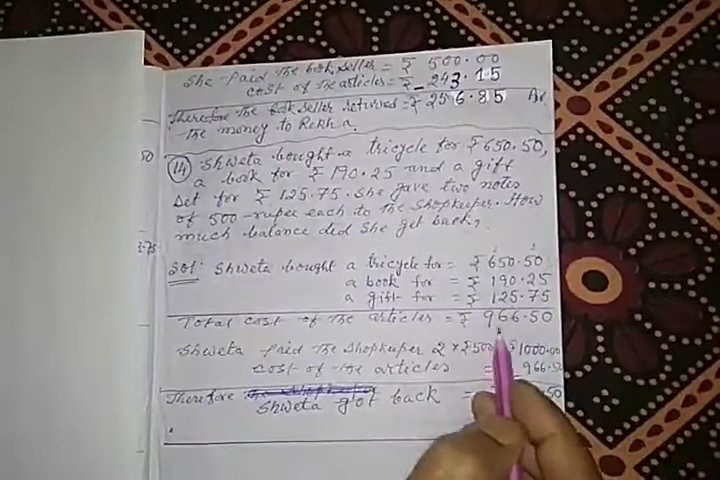 She Paid The book seller = ₹ 500.00
cost of the articles = ₹ - 243.15
Therefore the book seller returned = ₹ 256.85
The money to Rekha.
50
(14) Shweta bought a tricycle for ₹ 650.50,
a book for ₹ 190.25 and a gift
set for ₹ 125.75. She gave two notes
of 500-rupee each to the shopkeeper. How
much balance did she get back?
3.75
Sol: Shweta bought a tricycle for = ₹ 650.50
a book for = ₹ 190.25
a gift for = ₹ 125.75
Total cost of the articles = ₹ 966.50
Shweta paid the shopkeeper 2 × ₹500 1000.00
cost of the articles = 966.50
Therefore
Shweta got back = .50